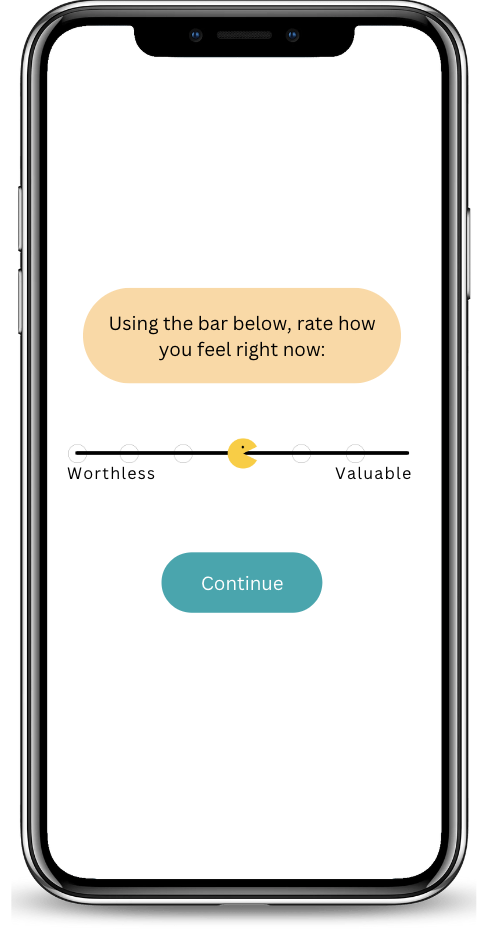 Using the bar below, rate how
you feel right now:
Worthless Valuable
Continue